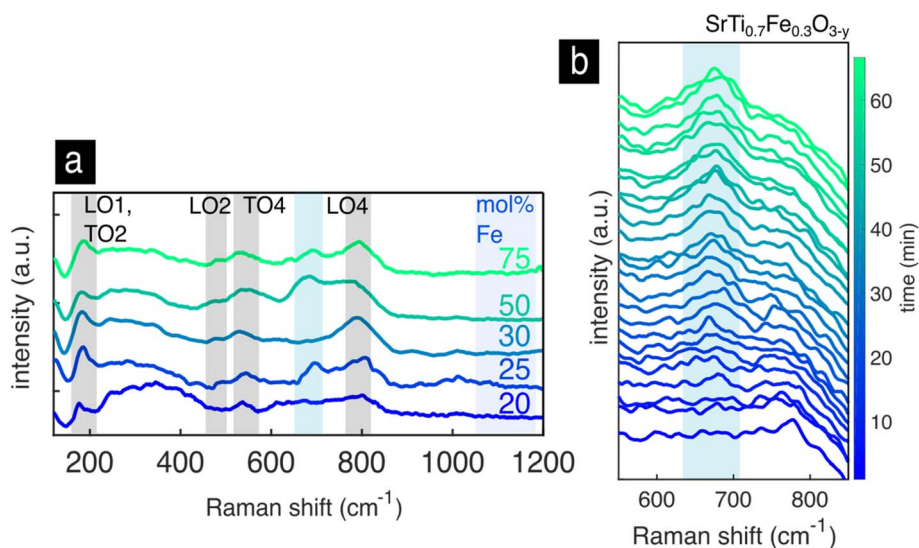 a
LO1,
TO2
LO2
TO4
LO4
mol%
Fe
75
50
30
25
20
intensity (a.u.)
200 400 600 800 1000 1200
Raman shift (cm⁻¹)
b
SrTi₀.₇Fe₀.₃O₃₋y
intensity (a.u.)
600 700 800
Raman shift (cm⁻¹)
60
50
40
30
20
10
time (min)